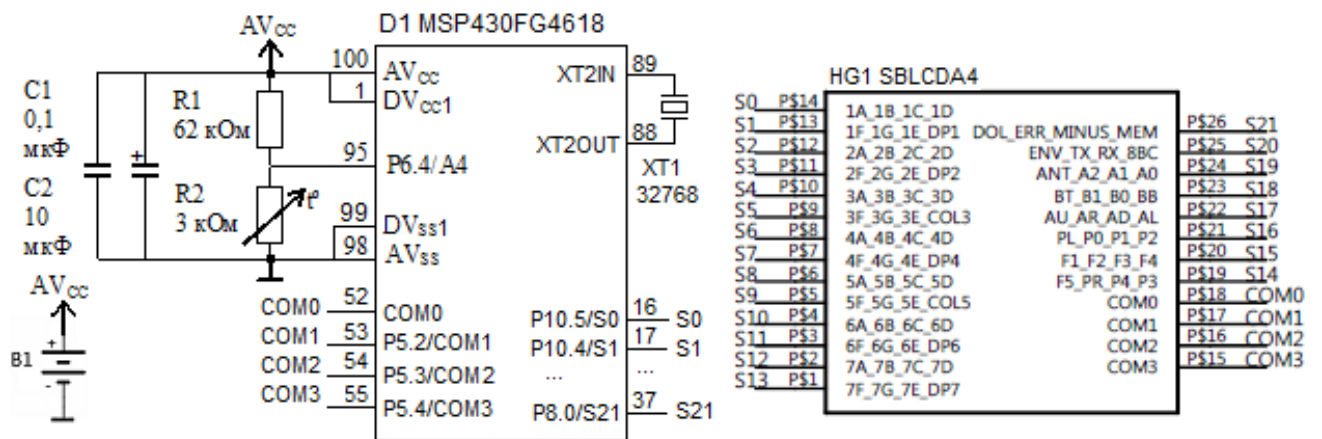 D1 MSP430FG4618
AVCC
C1
0,1
мкФ
C2
10
мкФ
R1
62 кОм
R2
3 кОм
t°
AVCC
B1
+
+
-
100
1
95
99
98
AVCC
DVCC1
P6.4/A4
DVSS1
AVSS
XT2IN
XT2OUT
89
88
XT1
32768
COM0 52 COM0
COM1 53 P5.2/COM1
COM2 54 P5.3/COM2
COM3 55 P5.4/COM3
P10.5/S0 16 S0
P10.4/S1 17 S1
... ...
P8.0/S21 37 S21
HG1 SBLCDA4
S0 P$14 1A_1B_1C_1D
S1 P$13 1F_1G_1E_DP1
S2 P$12 2A_2B_2C_2D
S3 P$11 2F_2G_2E_DP2
S4 P$10 3A_3B_3C_3D
S5 P$9 3F_3G_3E_COL3
S6 P$8 4A_4B_4C_4D
S7 P$7 4F_4G_4E_DP4
S8 P$6 5A_5B_5C_5D
S9 P$5 5F_5G_5E_COL5
S10 P$4 6A_6B_6C_6D
S11 P$3 6F_6G_6E_DP6
S12 P$2 7A_7B_7C_7D
S13 P$1 7F_7G_7E_DP7
DOL_ERR_MINUS_MEM P$26 S21
ENV_TX_RX_8BC P$25 S20
ANT_A2_A1_A0 P$24 S19
BT_B1_B0_BB P$23 S18
AU_AR_AD_AL P$22 S17
PL_P0_P1_P2 P$21 S16
F1_F2_F3_F4 P$20 S15
F5_PR_P4_P3 P$19 S14
COM0 P$18 COM0
COM1 P$17 COM1
COM2 P$16 COM2
COM3 P$15 COM3